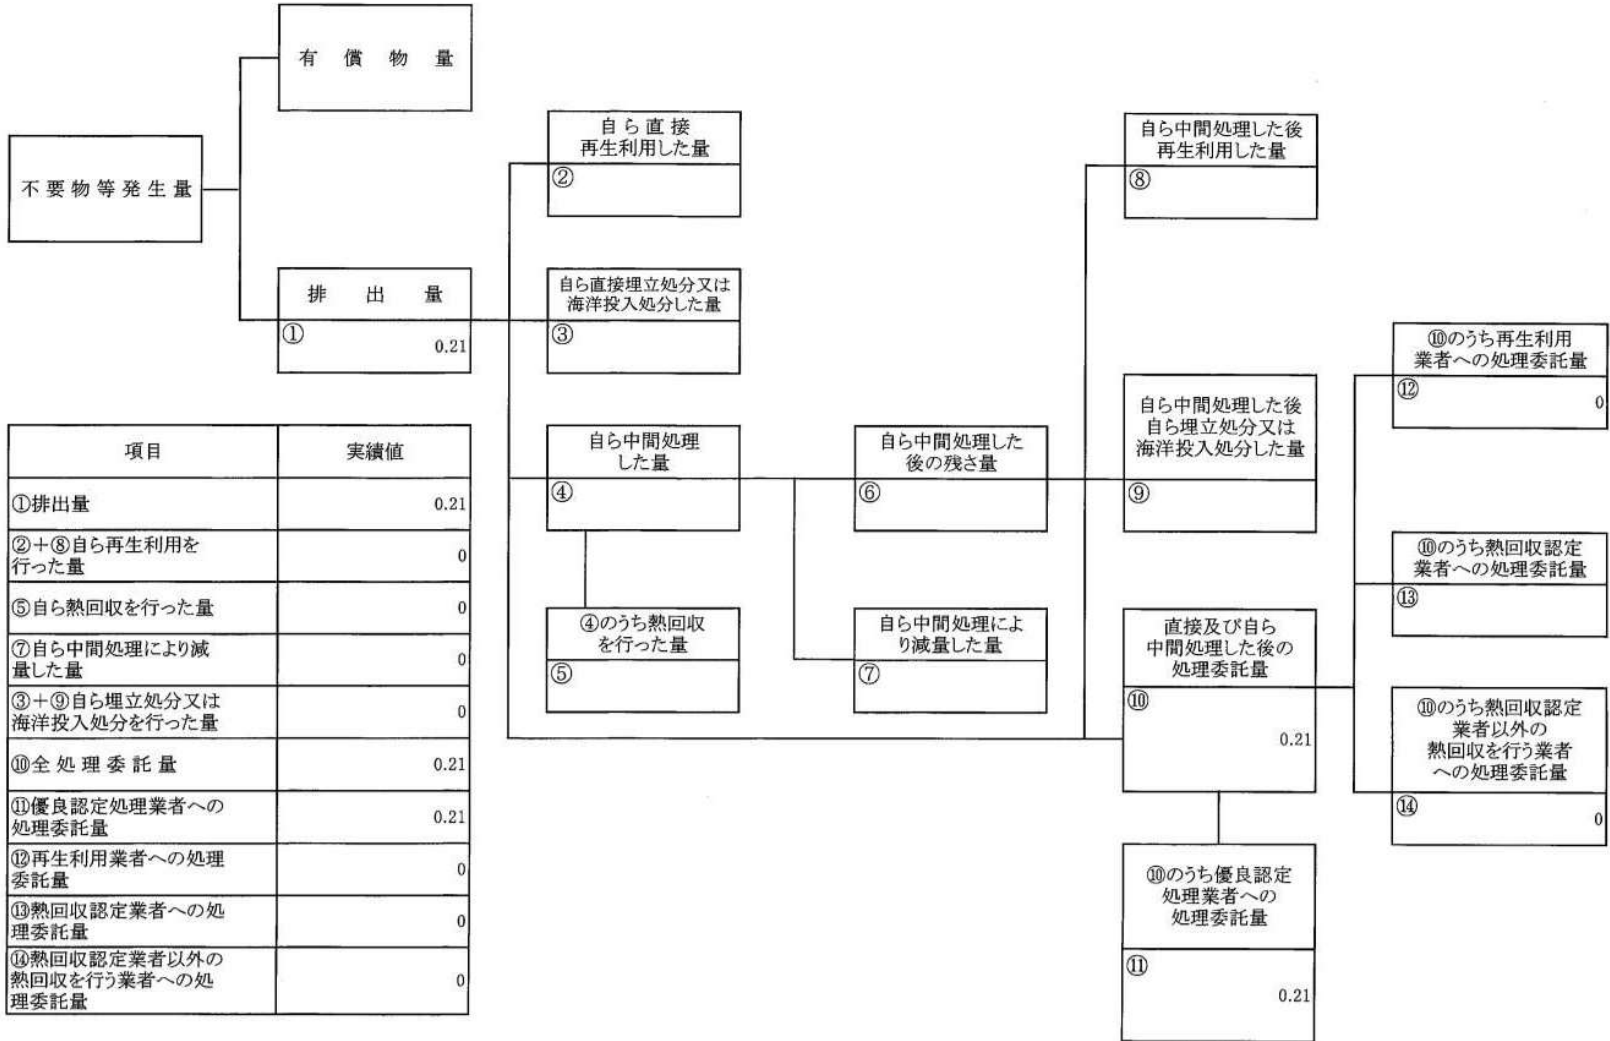 有償物量
不要物等発生量
排出量
①
0.21
自ら直接
再生利用した量
②
自ら直接埋立処分又は
海洋投入処分した量
③
自ら中間処理
した量
④
④のうち熱回収
を行った量
⑤
自ら中間処理した
後の残さ量
⑥
自ら中間処理によ
り減量した量
⑦
自ら中間処理した後
再生利用した量
⑧
自ら中間処理した後
自ら埋立処分又は
海洋投入処分した量
⑨
直接及び自ら
中間処理した後の
処理委託量
⑩
0.21
⑩のうち優良認定
処理業者への
処理委託量
⑪
0.21
⑩のうち再生利用
業者への処理委託量
⑫
0
⑩のうち熱回収認定
業者への処理委託量
⑬
⑩のうち熱回収認定
業者以外の
熱回収を行う業者
への処理委託量
⑭
0
項目 実績値
①排出量 0.21
②+⑧自ら再生利用を
行った量 0
⑤自ら熱回収を行った量 0
⑦自ら中間処理により減
量した量 0
③+⑨自ら埋立処分又は
海洋投入処分を行った量 0
⑩全処理委託量 0.21
⑪優良認定処理業者への
処理委託量 0.21
⑫再生利用業者への処理
委託量 0
⑬熱回収認定業者への処
理委託量 0
⑭熱回収認定業者以外の
熱回収を行う業者への処
理委託量 0